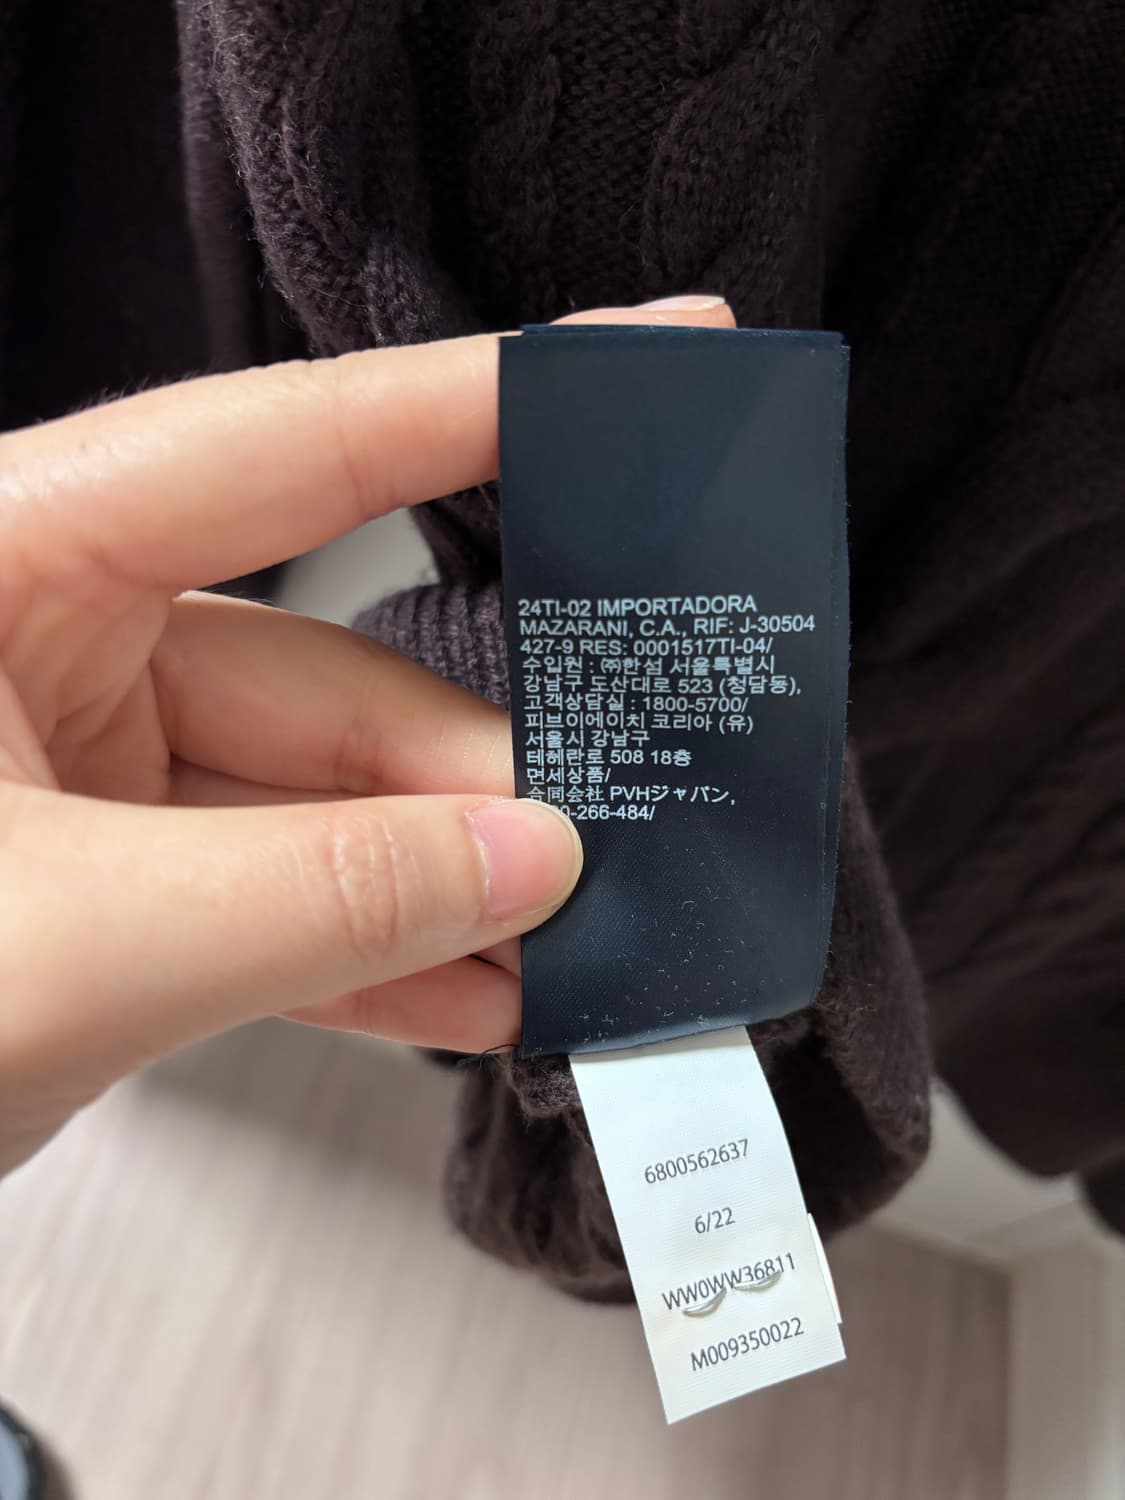 24TI-02 IMPORTADORA
MAZARANI, C.A., RIF: J-30504
427-9 RES: 0001517TI-04/
수입원 : ㈜한섬 서울특별시
강남구 도산대로 523 (청담동),
고객상담실 : 1800-5700/
피브이에이치 코리아 (유)
서울시 강남구
테헤란로 508 18층
면세상품/
合同会社 PVHジャパン,
0-266-484/
6800562637
6/22
WW0WW36811
M009350022